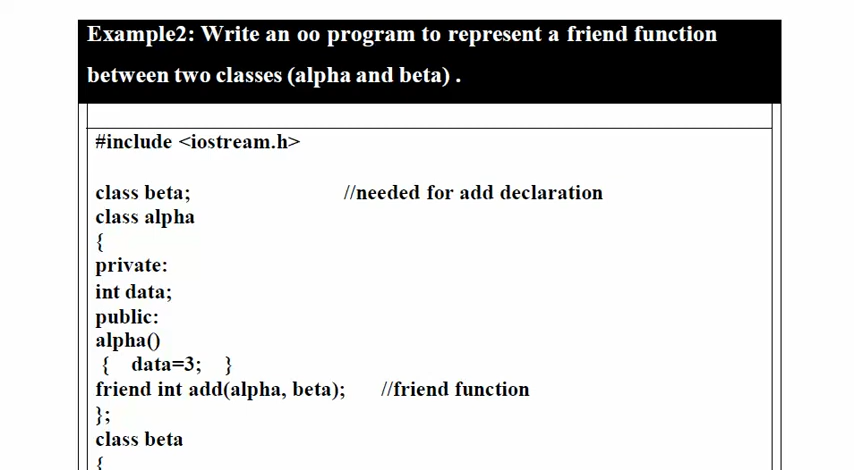 Example2: Write an oo program to represent a friend function
between two classes (alpha and beta) .
#include <iostream.h>
class beta; //needed for add declaration
class alpha
{
private:
int data;
public:
alpha()
{ data=3; }
friend int add(alpha, beta); //friend function
};
class beta
{